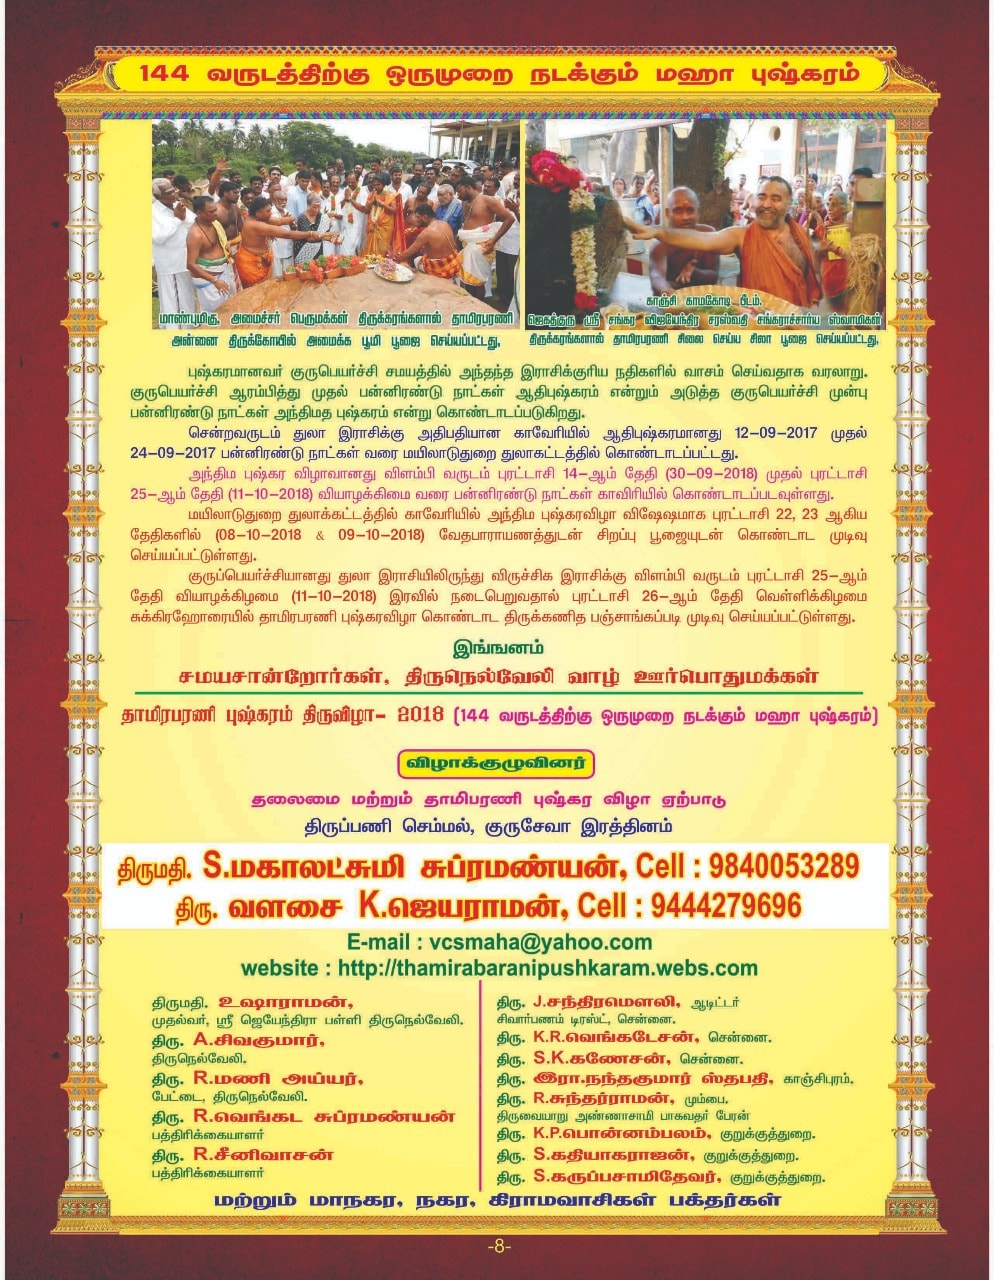 144 வருடத்திற்கு ஒருமுறை நடக்கும் மஹா புஷ்கரம்
மாண்புமிகு. அமைச்சர் பெருமக்கள் திருக்கரங்களால் தாமிரபரணி
அன்னை திருக்கோயில் அமைக்க பூமி பூஜை செய்யப்பட்டது.
காஞ்சி காமகோடி பீடம்.
ஜெகத்குரு ஸ்ரீ சங்கர விஜயேந்திர சரஸ்வதி சங்கராச்சார்ய ஸ்வாமிகள்
திருக்கரங்களால் தாமிரபரணி சிலை செய்ய சிலா பூஜை செய்யப்பட்டது.
புஷ்கரமானவர் குருபெயர்ச்சி சமயத்தில் அந்தந்த இராசிக்குரிய நதிகளில் வாசம் செய்வதாக வரலாறு.
குருபெயர்ச்சி ஆரம்பித்து முதல் பன்னிரண்டு நாட்கள் ஆதிபுஷ்கரம் என்றும் அடுத்த குருபெயர்ச்சி முன்பு
பன்னிரண்டு நாட்கள் அந்திமத புஷ்கரம் என்று கொண்டாடப்படுகிறது.
சென்றவருடம் துலா இராசிக்கு அதிபதியான காவேரியில் ஆதிபுஷ்கரமானது 12-09-2017 முதல்
24-09-2017 பன்னிரண்டு நாட்கள் வரை மயிலாடுதுறை துலாகட்டத்தில் கொண்டாடப்பட்டது.
அந்திம புஷ்கர விழாவானது விளம்பி வருடம் புரட்டாசி 14-ஆம் தேதி (30-09-2018) முதல் புரட்டாசி
25-ஆம் தேதி (11-10-2018) வியாழக்கிமை வரை பன்னிரண்டு நாட்கள் காவிரியில் கொண்டாடப்படவுள்ளது.
மயிலாடுதுறை துலாக்கட்டத்தில் காவேரியில் அந்திம புஷ்கரவிழா விஷேஷமாக புரட்டாசி 22, 23 ஆகிய
தேதிகளில் (08-10-2018 & 09-10-2018) வேதபாராயணத்துடன் சிறப்பு பூஜையுடன் கொண்டாட முடிவு
செய்யப்பட்டுள்ளது.
குருப்பெயர்ச்சியானது துலா இராசியிலிருந்து விருச்சிக இராசிக்கு விளம்பி வருடம் புரட்டாசி 25-ஆம்
தேதி வியாழக்கிழமை (11-10-2018) இரவில் நடைபெறுவதால் புரட்டாசி 26-ஆம் தேதி வெள்ளிக்கிழமை
சுக்கிரஹோரையில் தாமிரபரணி புஷ்கரவிழா கொண்டாட திருக்கணித பஞ்சாங்கப்படி முடிவு செய்யப்பட்டுள்ளது.
இங்ஙனம்
சமயசான்றோர்கள், திருநெல்வேலி வாழ் ஊர்பொதுமக்கள்
தாமிரபரணி புஷ்கரம் திருவிழா- 2018 (144 வருடத்திற்கு ஒருமுறை நடக்கும் மஹா புஷ்கரம்)
விழாக்குழுவினர்
தலைமை மற்றும் தாமிபரணி புஷ்கர விழா ஏற்பாடு
திருப்பணி செம்மல், குருசேவா இரத்தினம்
திருமதி. S.மகாலட்சுமி சுப்ரமண்யன், Cell : 9840053289
திரு. வளசை K.ஜெயராமன், Cell : 9444279696
E-mail : vcsmaha@yahoo.com
website : http://thamirabaranipushkaram.webs.com
திருமதி. உஷாராமன்,
முதல்வர், ஸ்ரீ ஜெயேந்திரா பள்ளி திருநெல்வேலி.
திரு. A.சிவகுமார்,
திருநெல்வேலி.
திரு. R.மணி அய்யர்,
பேட்டை, திருநெல்வேலி.
திரு. R.வெங்கட சுப்ரமண்யன்
பத்திரிக்கையாளர்
திரு. R.சீனிவாசன்
பத்திரிக்கையாளர்
திரு. J.சந்திரமௌலி, ஆடிட்டர்
சிவார்பணம் டிரஸ்ட், சென்னை.
திரு. K.R.வெங்கடேசன், சென்னை.
திரு. S.K.கணேசன், சென்னை.
திரு. இரா.நந்தகுமார் ஸ்தபதி, காஞ்சிபுரம்.
திரு. R.சுந்தர்ராமன், மும்பை.
திருவையாறு அண்ணாசாமி பாகவதர் பேரன்
திரு. K.P.பொன்னம்பலம், குறுக்குத்துறை.
திரு. S.கதியாகராஜன், குறுக்குத்துறை.
திரு. S.கருப்பசாமிதேவர், குறுக்குத்துறை.
மற்றும் மாநகர, நகர, கிராமவாசிகள் பக்தர்கள்
-8-